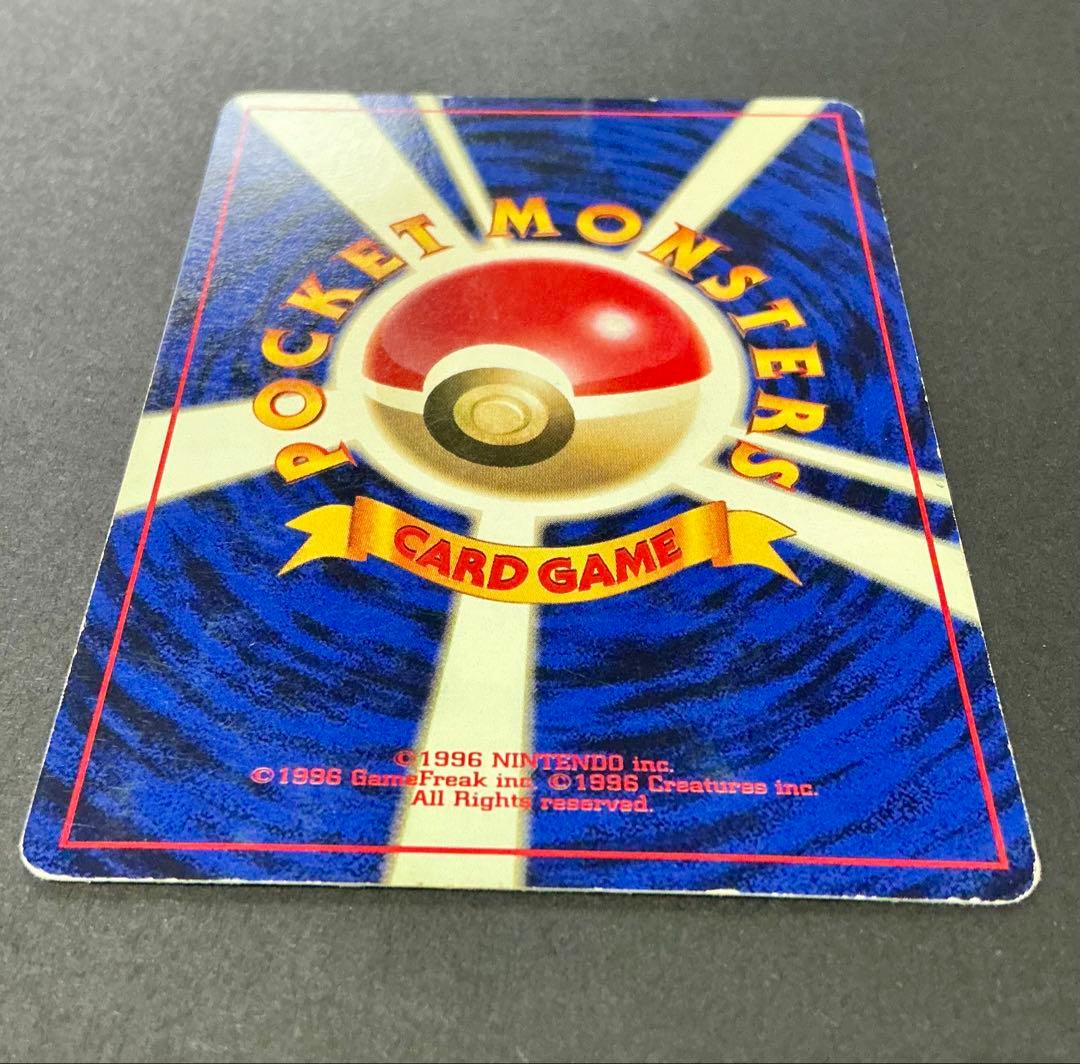 POCKET MONSTERS
CARD GAME
©1996 NINTENDO inc.
©1996 GameFreak inc. ©1996 Creatures inc.
All Rights reserved.